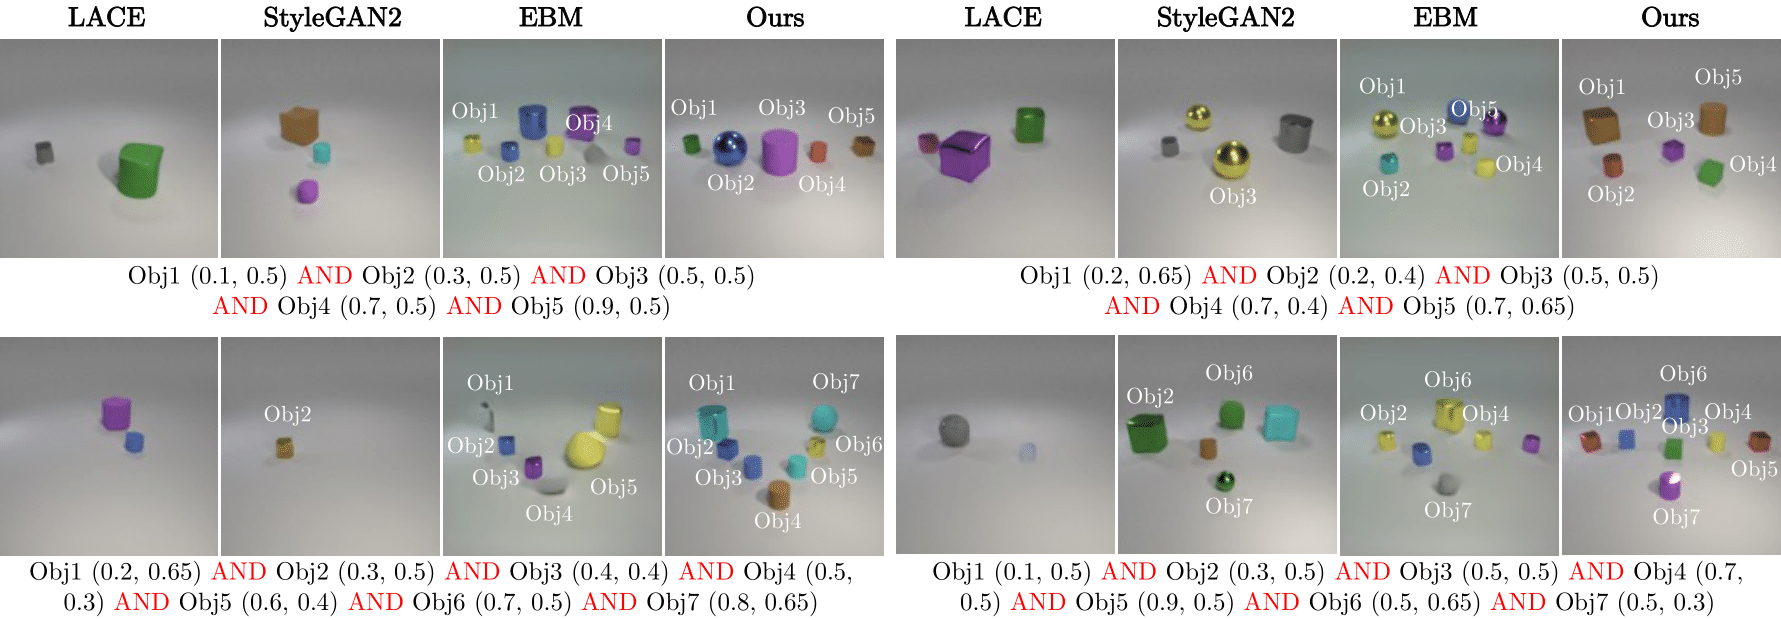 LACE StyleGAN2 EBM Ours LACE StyleGAN2 EBM Ours
Obj1 Obj4 Obj2 Obj3 Obj5
Obj1 Obj3 Obj5 Obj2 Obj4
Obj3
Obj1 Obj5 Obj3 Obj4 Obj2
Obj5 Obj1 Obj3 Obj4 Obj2
Obj1 (0.1, 0.5) AND Obj2 (0.3, 0.5) AND Obj3 (0.5, 0.5)
AND Obj4 (0.7, 0.5) AND Obj5 (0.9, 0.5)
Obj1 (0.2, 0.65) AND Obj2 (0.2, 0.4) AND Obj3 (0.5, 0.5)
AND Obj4 (0.7, 0.4) AND Obj5 (0.7, 0.65)
Obj2
Obj1 Obj2 Obj3 Obj5 Obj4
Obj1 Obj7 Obj2 Obj6 Obj3 Obj5 Obj4
Obj6 Obj2 Obj7
Obj6 Obj2 Obj4 Obj7
Obj6 Obj1 Obj2 Obj4 Obj3 Obj5 Obj7
Obj1 (0.2, 0.65) AND Obj2 (0.3, 0.5) AND Obj3 (0.4, 0.4) AND Obj4 (0.5,
0.3) AND Obj5 (0.6, 0.4) AND Obj6 (0.7, 0.5) AND Obj7 (0.8, 0.65)
Obj1 (0.1, 0.5) AND Obj2 (0.3, 0.5) AND Obj3 (0.5, 0.5) AND Obj4 (0.7,
0.5) AND Obj5 (0.9, 0.5) AND Obj6 (0.5, 0.65) AND Obj7 (0.5, 0.3)